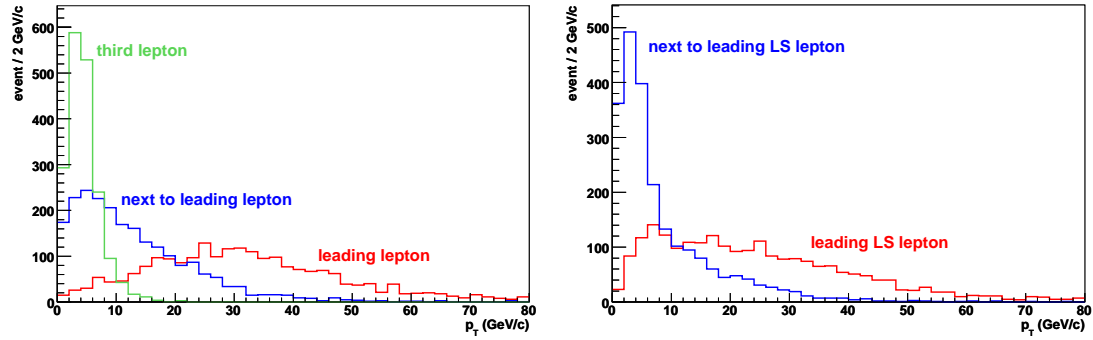 event / 2 GeV/c
600
500
400
300
200
100
0
third lepton
next to leading lepton
leading lepton
0 10 20 30 40 50 60 70 80
p_T (GeV/c)
event / 2 GeV/c
500
400
300
200
100
0
next to leading LS lepton
leading LS lepton
0 10 20 30 40 50 60 70 80
p_T (GeV/c)